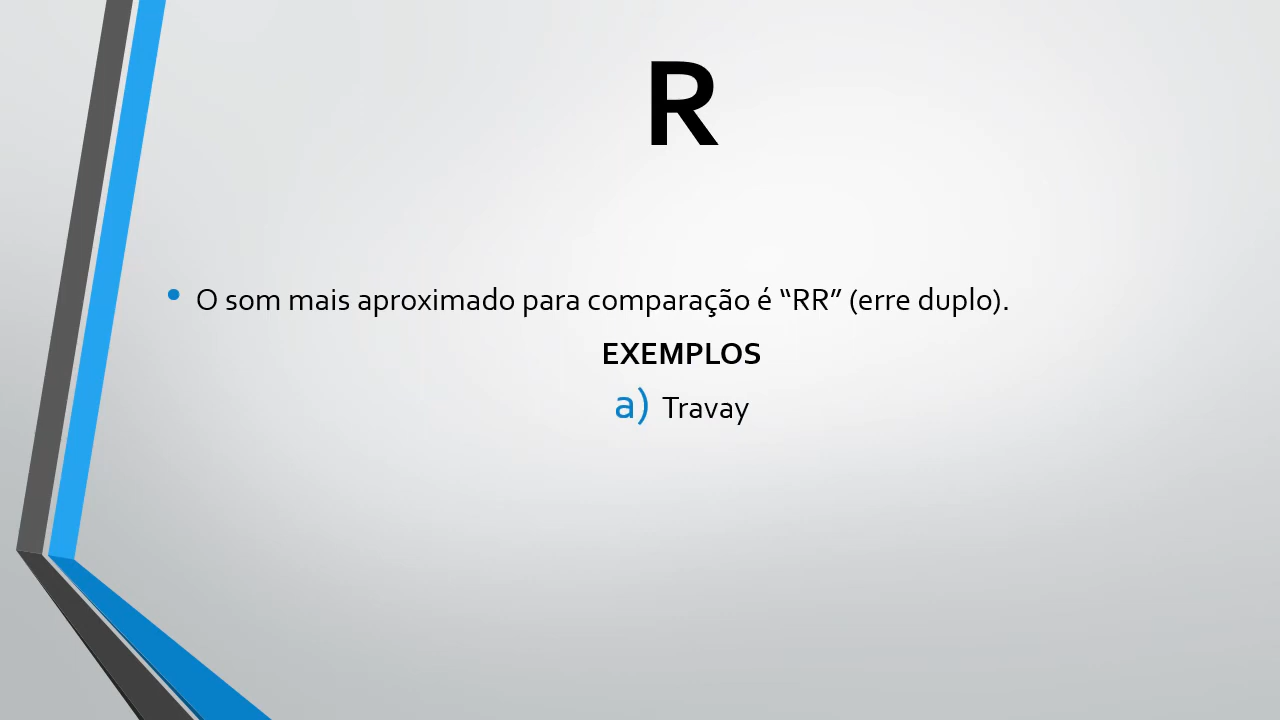 R
• O som mais aproximado para comparação é “RR” (erre duplo).
EXEMPLOS
a) Travay